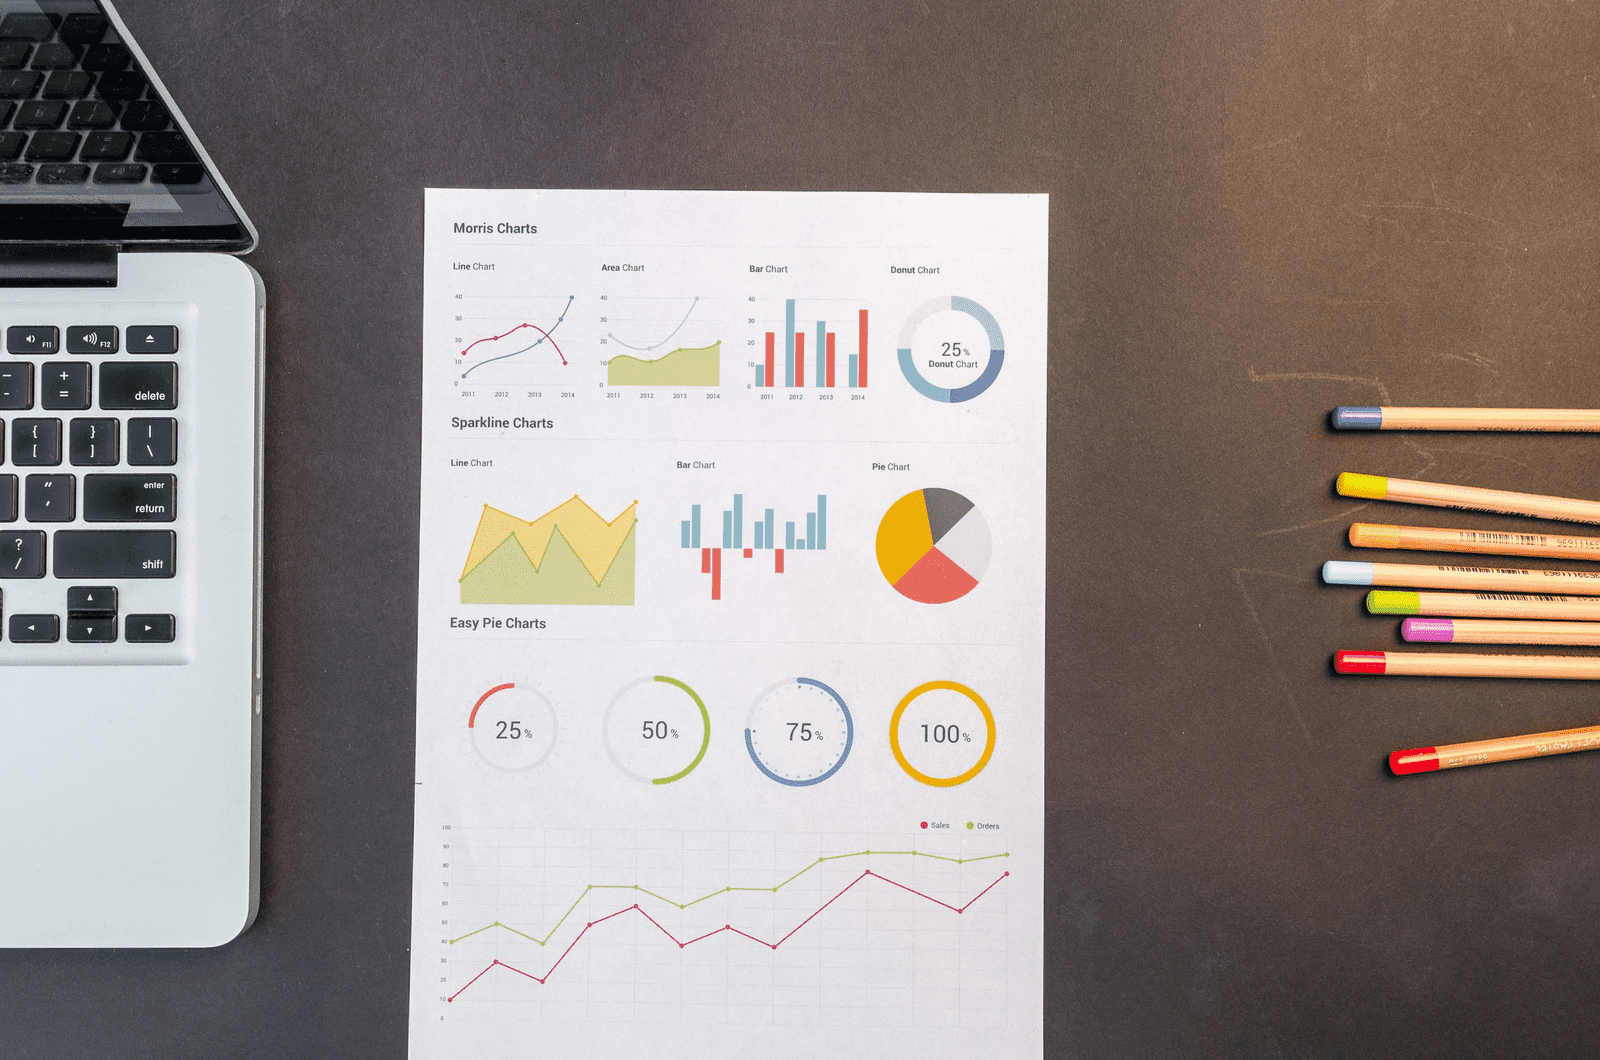 Morris Charts
Line Chart
Area Chart
Bar Chart
Donut Chart
40
30
20
10
0
2011 2012 2013 2014
40
30
20
10
0
2011 2012 2013 2014
40
30
20
10
0
2011 2012 2013 2014
25%
Donut Chart
Sparkline Charts
Line Chart
Bar Chart
Pie Chart
Easy Pie Charts
25%
50%
75%
100%
Sales
Orders
100
90
80
70
60
50
40
30
20
10
0
F11
F12
- + delete
- =
{ } |
[ ] \
" enter
' return
? shift
/